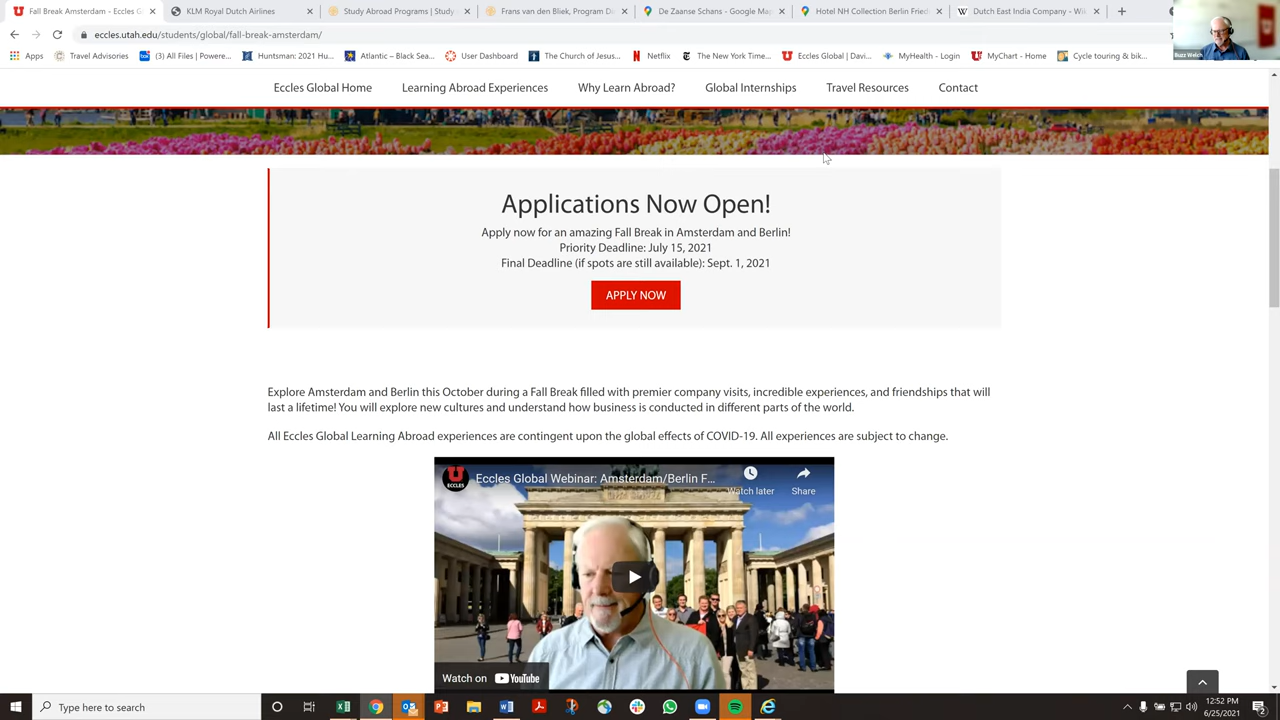 Fall Break Amsterdam - Eccles G
KLM Royal Dutch Airlines
Study Abroad Programs | Study
Frans van den Bliek, Program Di
De Zaanse Schans - Google Ma
Hotel NH Collection Berlin Fried
Dutch East India Company - Wi
eccles.utah.edu/students/global/fall-break-amsterdam/
Buzz Welch
Apps
Travel Advisories
(3) All Files | Powere...
Huntsman: 2021 Hu...
Atlantic – Black Sea...
User Dashboard
The Church of Jesus...
Netflix
The New York Time...
Eccles Global | Davi...
MyHealth - Login
MyChart - Home
Cycle touring & bik...
Eccles Global Home
Learning Abroad Experiences
Why Learn Abroad?
Global Internships
Travel Resources
Contact
Applications Now Open!
Apply now for an amazing Fall Break in Amsterdam and Berlin!
Priority Deadline: July 15, 2021
Final Deadline (if spots are still available): Sept. 1, 2021
APPLY NOW
Explore Amsterdam and Berlin this October during a Fall Break filled with premier company visits, incredible experiences, and friendships that will
last a lifetime! You will explore new cultures and understand how business is conducted in different parts of the world.
All Eccles Global Learning Abroad experiences are contingent upon the global effects of COVID-19. All experiences are subject to change.
U ECCLES
Eccles Global Webinar: Amsterdam/Berlin F...
Watch later
Share
Watch on YouTube
Type here to search
12:52 PM
6/25/2021